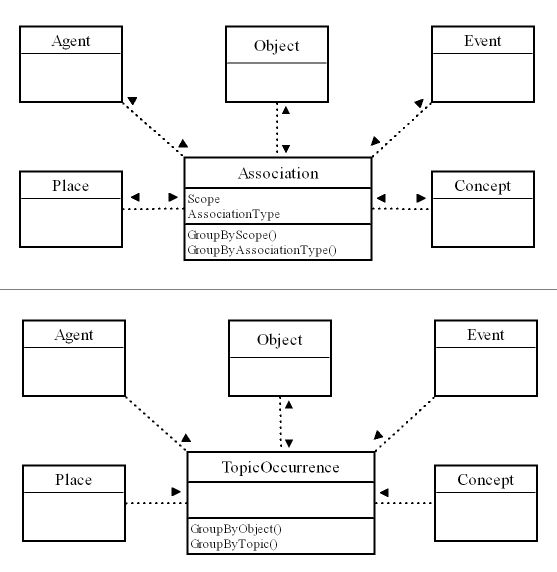 Agent
Object
Event
Association
Place
Scope
AssociationType
Concept
GroupByScope()
GroupByAssociationType()
Agent
Object
Event
TopicOccurrence
Place
Concept
GroupByObject()
GroupByTopic()